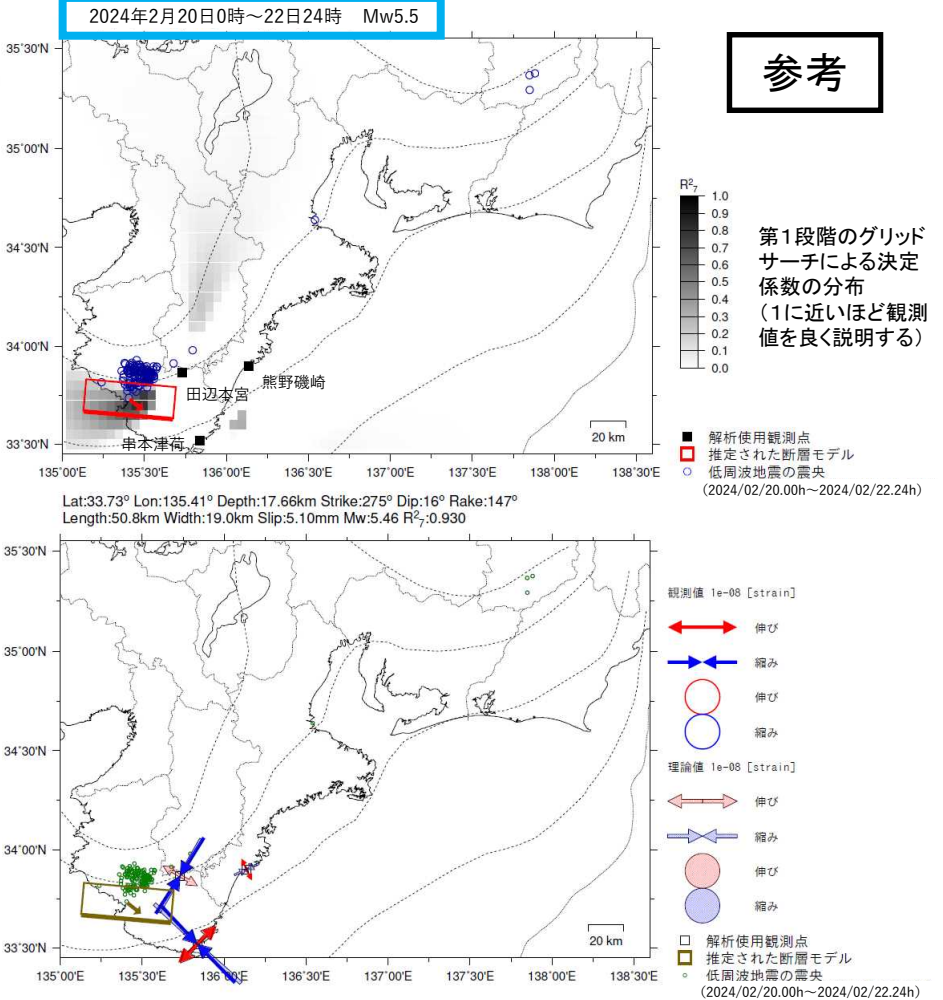 2024年2月20日0時～22日24時 Mw5.5
参考
35°30'N
35°00'N
34°30'N
34°00'N
33°30'N
135°00'E
135°30'E
136°00'E
136°30'E
137°00'E
137°30'E
138°00'E
138°30'E
田辺本宮
熊野磯崎
串本津荷
20 km
R²₇
1.0
0.9
0.8
0.7
0.6
0.5
0.4
0.3
0.2
0.1
0.0
第１段階のグリッド
サーチによる決定
係数の分布
（１に近いほど観測
値を良く説明する）
解析使用観測点
推定された断層モデル
低周波地震の震央
（2024/02/20.00h～2024/02/22.24h）
Lat:33.73° Lon:135.41° Depth:17.66km Strike:275° Dip:16° Rake:147°
Length:50.8km Width:19.0km Slip:5.10mm Mw:5.46 R²₇:0.930
35°30'N
35°00'N
34°30'N
34°00'N
33°30'N
135°00'E
135°30'E
136°00'E
136°30'E
137°00'E
137°30'E
138°00'E
138°30'E
20 km
観測値 1e-08 [strain]
伸び
縮み
伸び
縮み
理論値 1e-08 [strain]
伸び
縮み
伸び
縮み
解析使用観測点
推定された断層モデル
低周波地震の震央
（2024/02/20.00h～2024/02/22.24h）